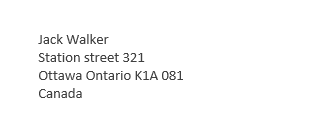 Jack Walker
Station street 321
Ottawa Ontario K1A 081
Canada